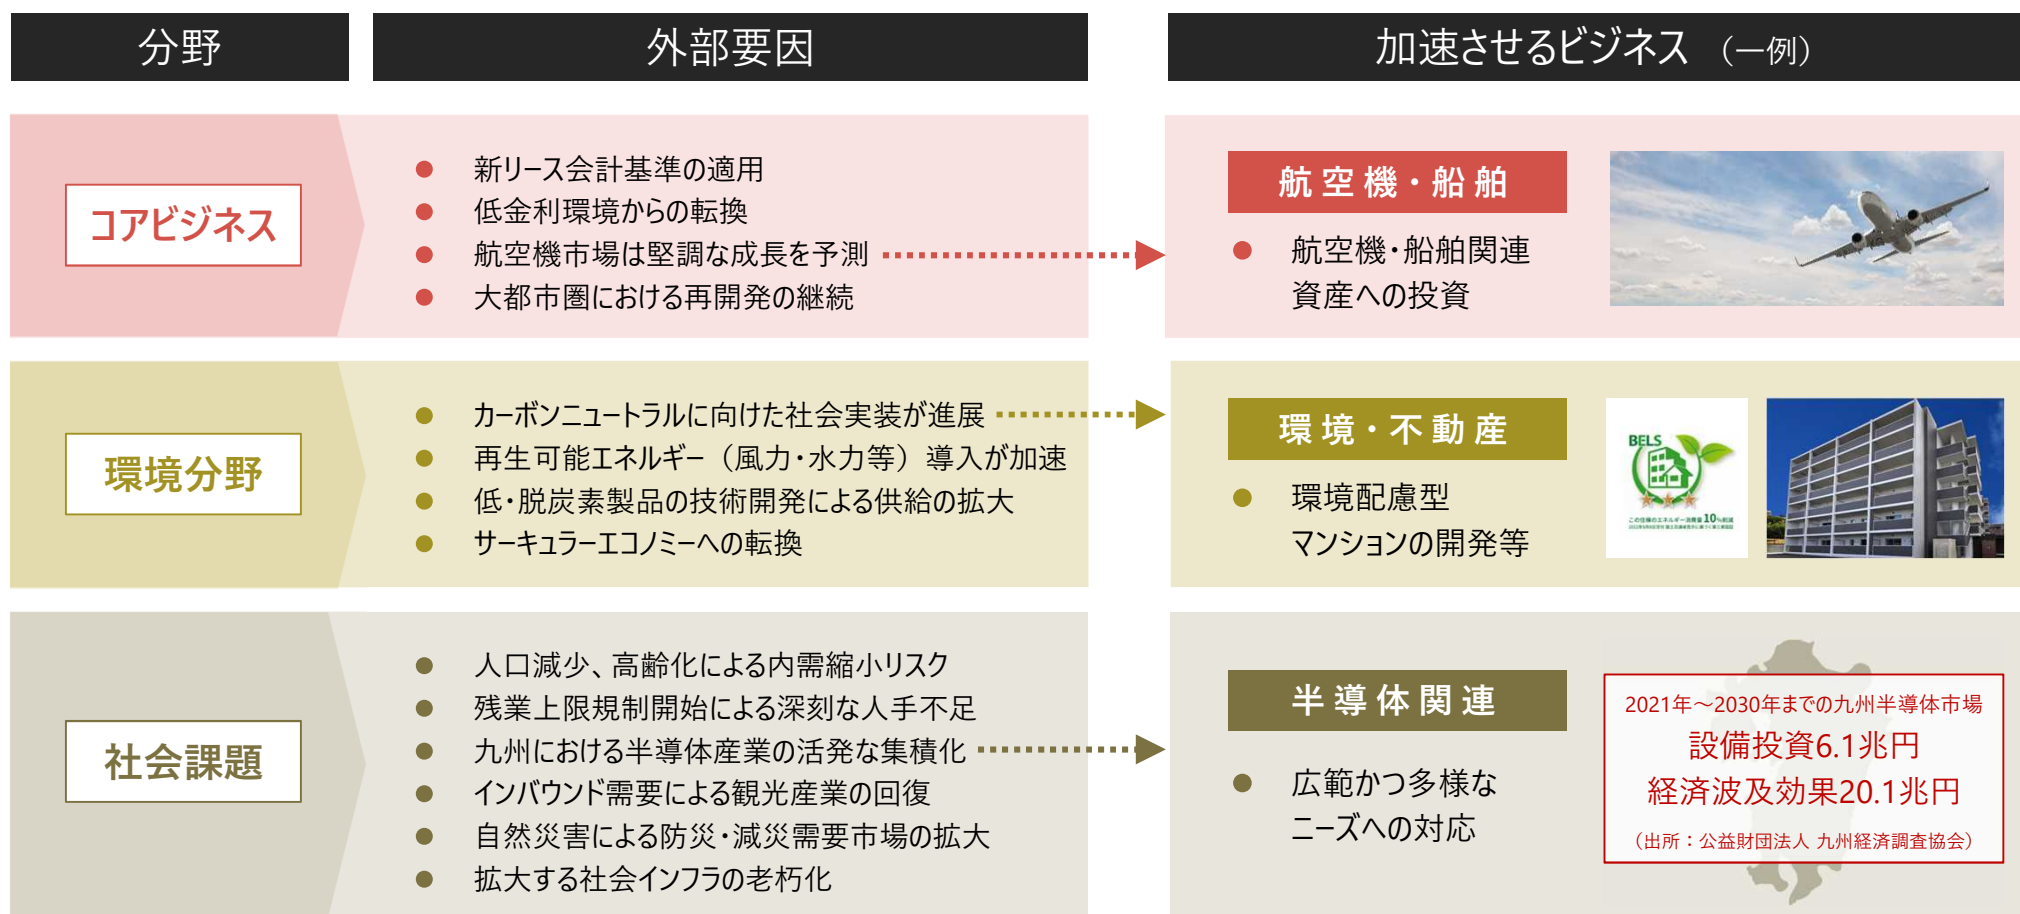 分野
外部要因
加速させるビジネス （一例）
コアビジネス
● 新リース会計基準の適用
● 低金利環境からの転換
● 航空機市場は堅調な成長を予測
● 大都市圏における再開発の継続
航空機・船舶
● 航空機・船舶関連
資産への投資
環境分野
● カーボンニュートラルに向けた社会実装が進展
● 再生可能エネルギー（風力・水力等）導入が加速
● 低・脱炭素製品の技術開発による供給の拡大
● サーキュラーエコノミーへの転換
環境・不動産
● 環境配慮型
マンションの開発等
BELS
この住棟のエネルギー消費量10%削減
社会課題
● 人口減少、高齢化による内需縮小リスク
● 残業上限規制開始による深刻な人手不足
● 九州における半導体産業の活発な集積化
● インバウンド需要による観光産業の回復
● 自然災害による防災・減災需要市場の拡大
● 拡大する社会インフラの老朽化
半導体関連
● 広範かつ多様な
ニーズへの対応
2021年～2030年までの九州半導体市場
設備投資6.1兆円
経済波及効果20.1兆円
（出所：公益財団法人 九州経済調査協会）